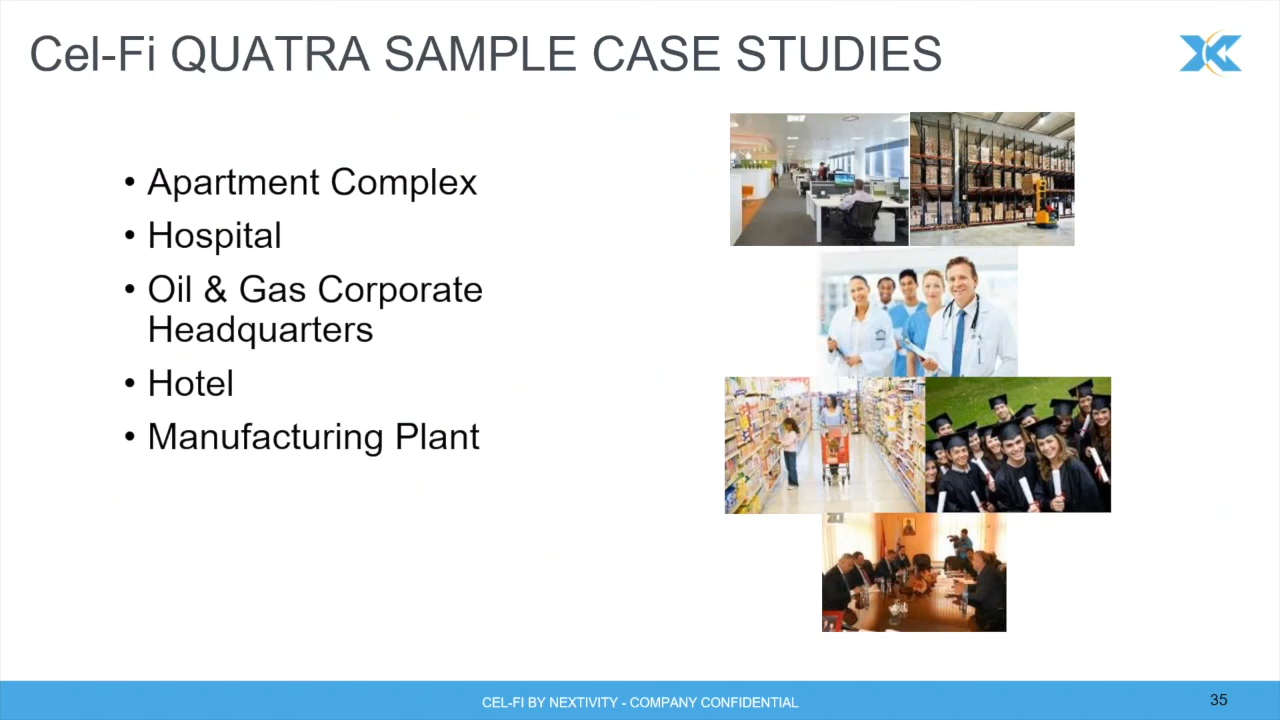 Cel-Fi QUATRA SAMPLE CASE STUDIES
• Apartment Complex
• Hospital
• Oil & Gas Corporate
Headquarters
• Hotel
• Manufacturing Plant
CEL-FI BY NEXTIVITY - COMPANY CONFIDENTIAL
35